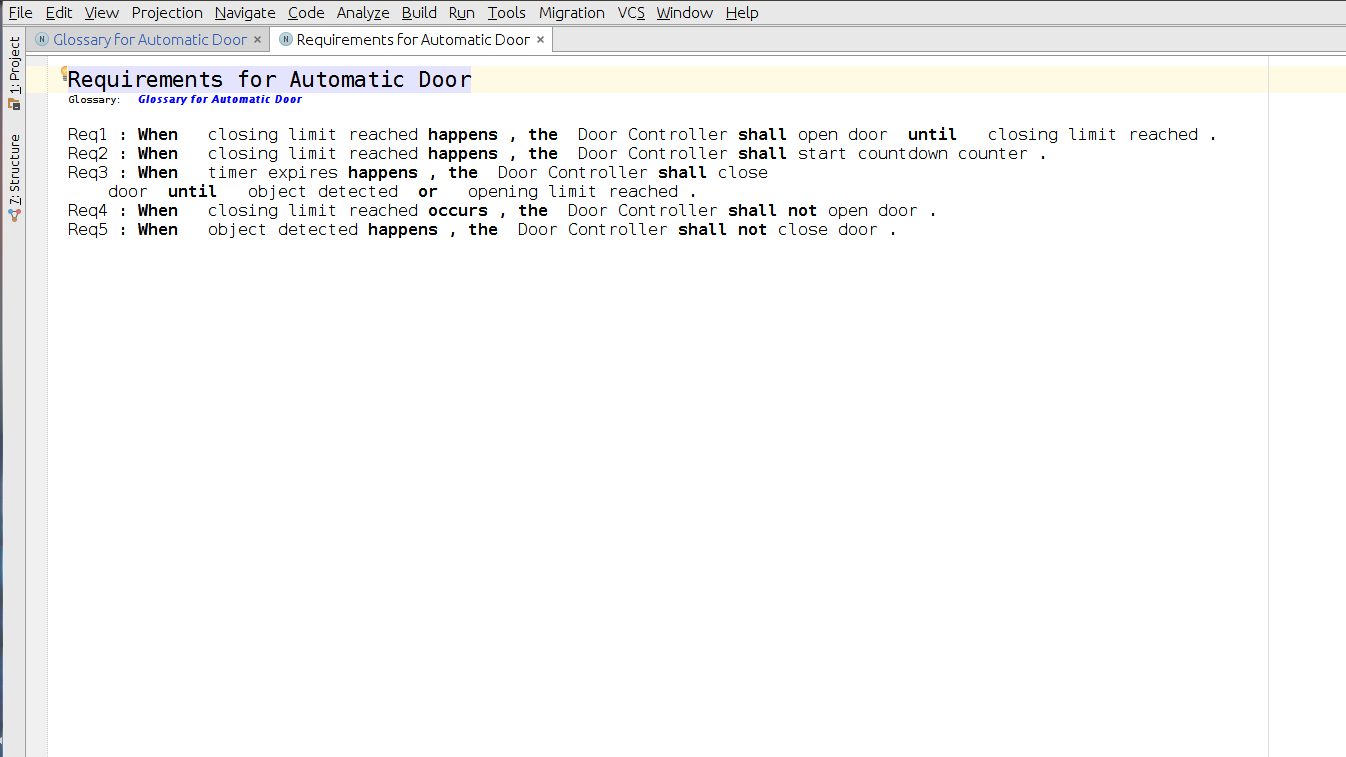 File Edit View Projection Navigate Code Analyze Build Run Tools Migration VCS Window Help
N Glossary for Automatic Door × N Requirements for Automatic Door ×
1: Project
7: Structure
Requirements for Automatic Door
Glossary: Glossary for Automatic Door
Req1 : When closing limit reached happens , the Door Controller shall open door until closing limit reached .
Req2 : When closing limit reached happens , the Door Controller shall start countdown counter .
Req3 : When timer expires happens , the Door Controller shall close
door until object detected or opening limit reached .
Req4 : When closing limit reached occurs , the Door Controller shall not open door .
Req5 : When object detected happens , the Door Controller shall not close door .